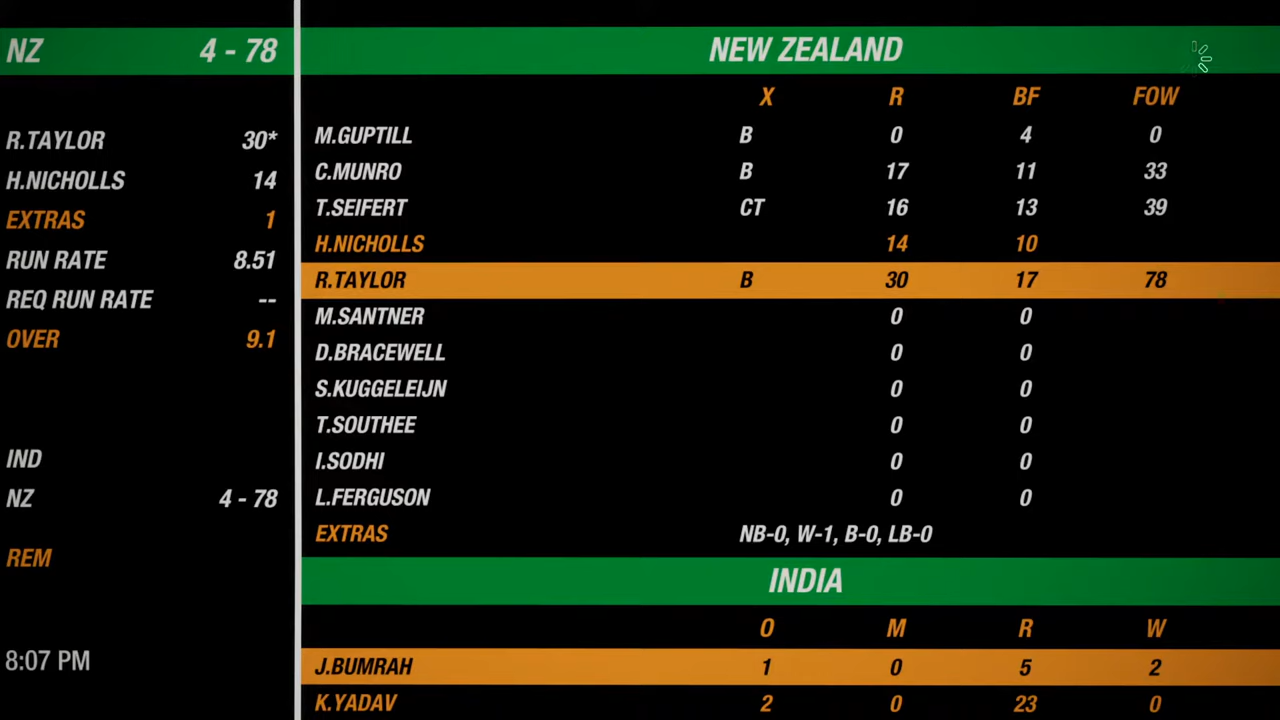 NZ 4 - 78
R.TAYLOR 30*
H.NICHOLLS 14
EXTRAS 1
RUN RATE 8.51
REQ RUN RATE --
OVER 9.1
IND
NZ 4 - 78
REM
8:07 PM
NEW ZEALAND
X R BF FOW
M.GUPTILL B 0 4 0
C.MUNRO B 17 11 33
T.SEIFERT CT 16 13 39
H.NICHOLLS 14 10
R.TAYLOR B 30 17 78
M.SANTNER 0 0
D.BRACEWELL 0 0
S.KUGGELEIJN 0 0
T.SOUTHEE 0 0
I.SODHI 0 0
L.FERGUSON 0 0
EXTRAS NB-0, W-1, B-0, LB-0
INDIA
O M R W
J.BUMRAH 1 0 5 2
K.YADAV 2 0 23 0